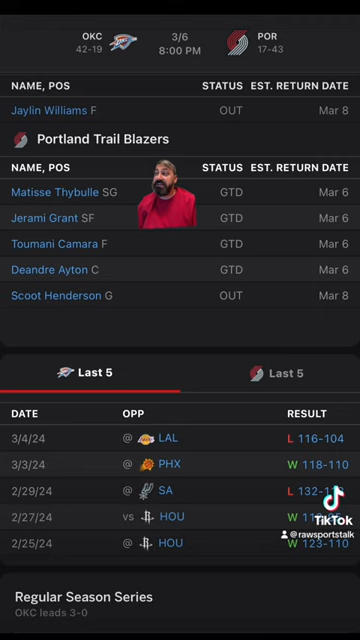 OKC 3/6 POR
42-19 8:00 PM 17-43
NAME, POS STATUS EST. RETURN DATE
Jaylin Williams F OUT Mar 8
Portland Trail Blazers
NAME, POS STATUS EST. RETURN DATE
Matisse Thybulle SG GTD Mar 6
Jerami Grant SF GTD Mar 6
Toumani Camara F GTD Mar 6
Deandre Ayton C GTD Mar 6
Scoot Henderson G OUT Mar 8
Last 5 Last 5
DATE OPP RESULT
3/4/24 @ LAL L 116-104
3/3/24 @ PHX W 118-110
2/29/24 @ SA L
2/27/24 vs HOU W
2/25/24 @ HOU W 123-110
TikTok
@rawsportstalk
Regular Season Series
OKC leads 3-0